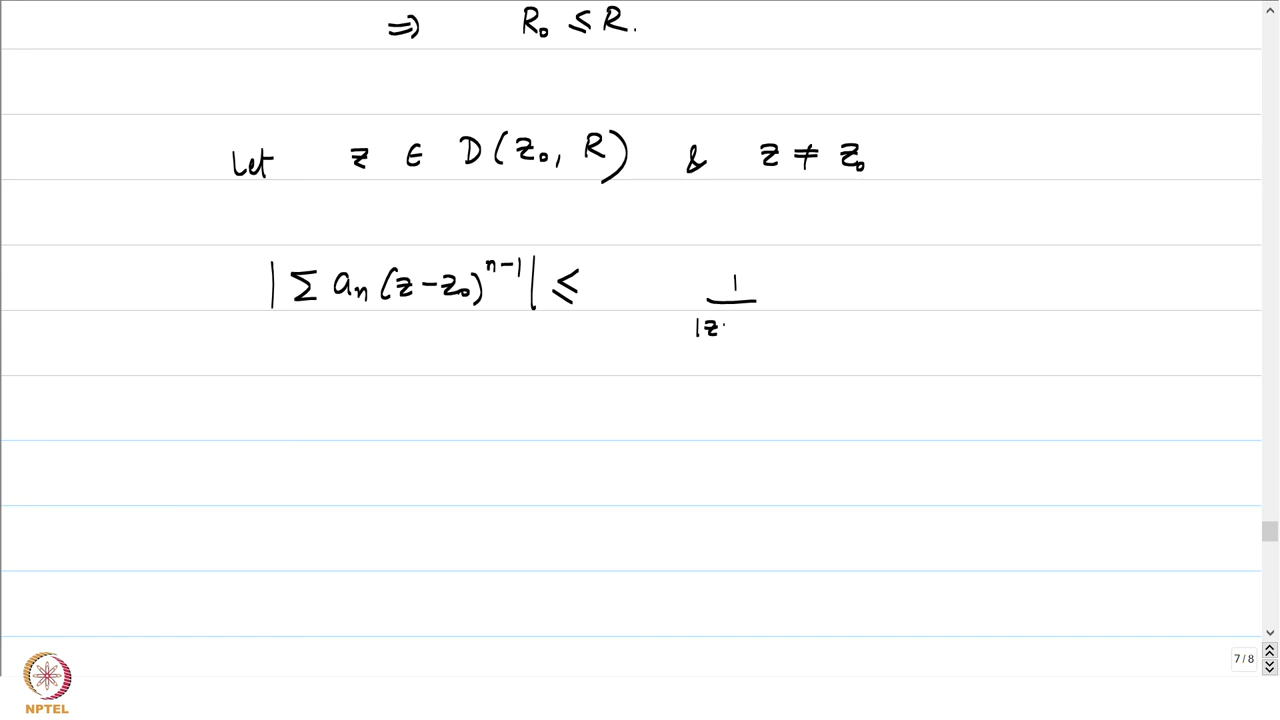 ⇒ R₀ ≤ R.
Let z ∈ D(z₀, R) & z ≠ z₀
|∑ aₙ(z-z₀)ⁿ⁻¹| ≤ 1/|z-
7 / 8
NPTEL